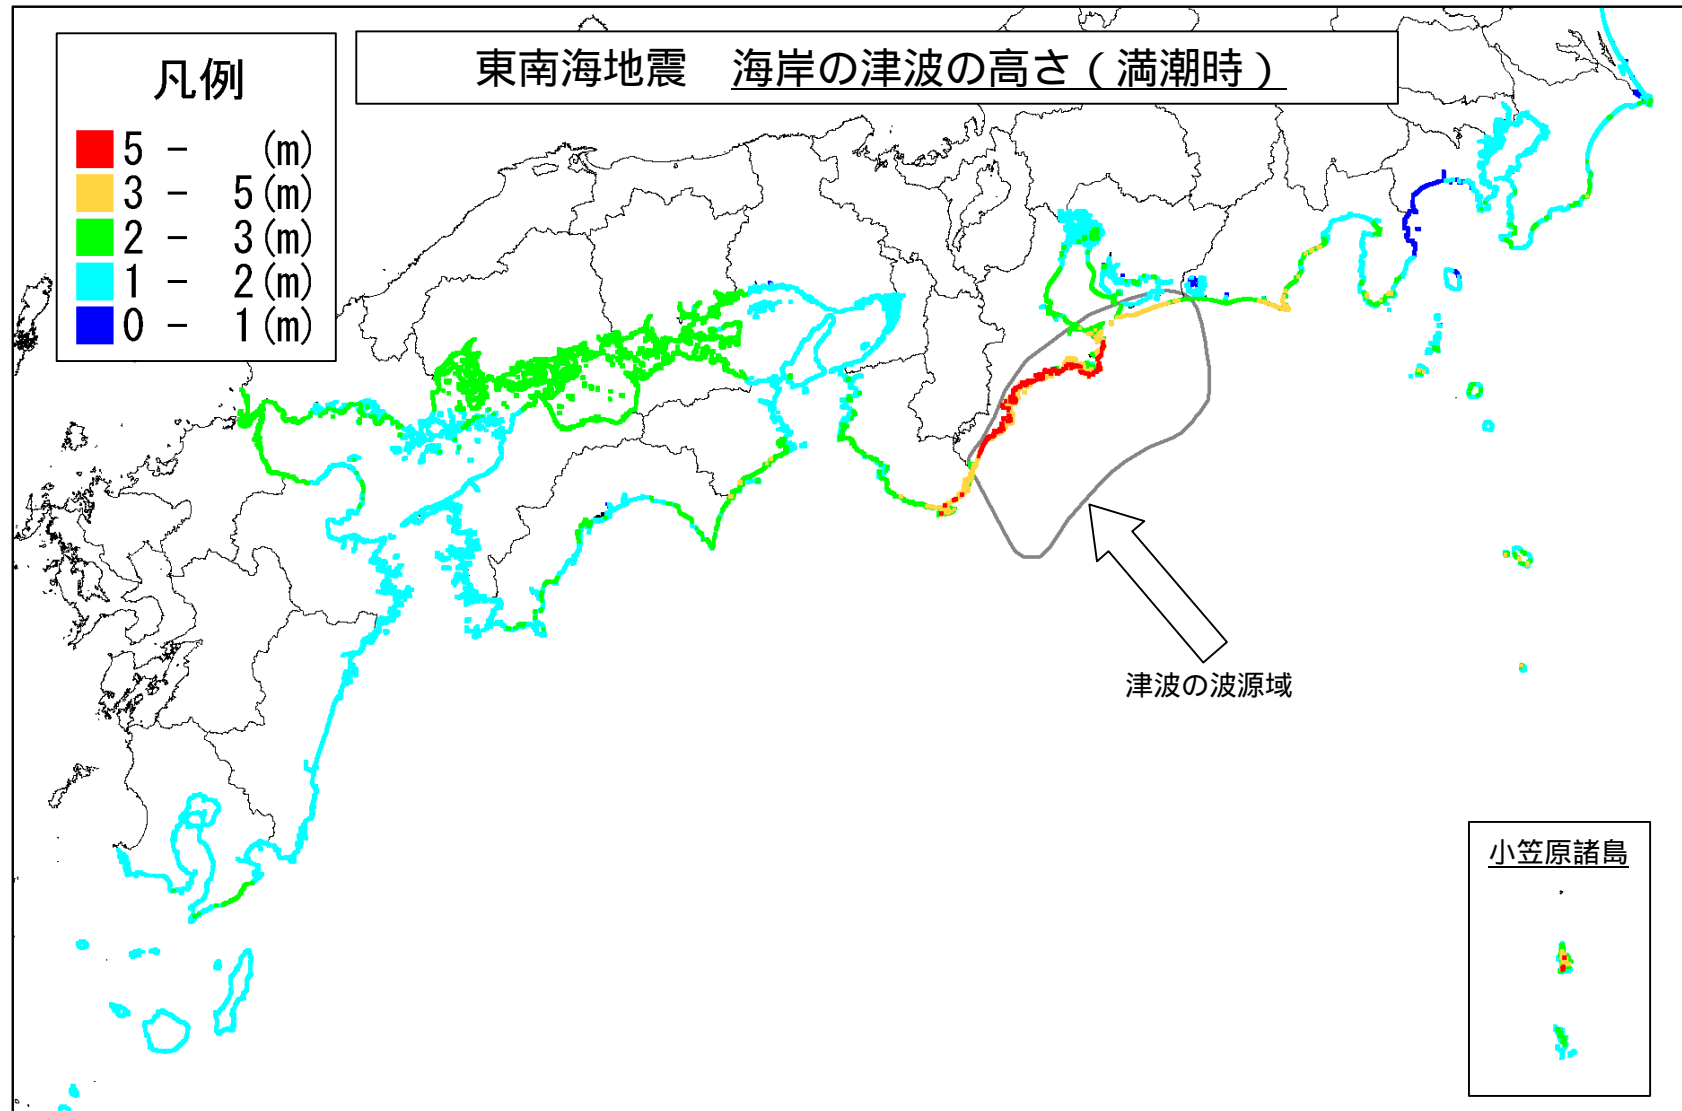 東南海地震　海岸の津波の高さ（満潮時）
凡例
5 －　　(m)
3 －　5(m)
2 －　3(m)
1 －　2(m)
0 －　1(m)
津波の波源域
小笠原諸島